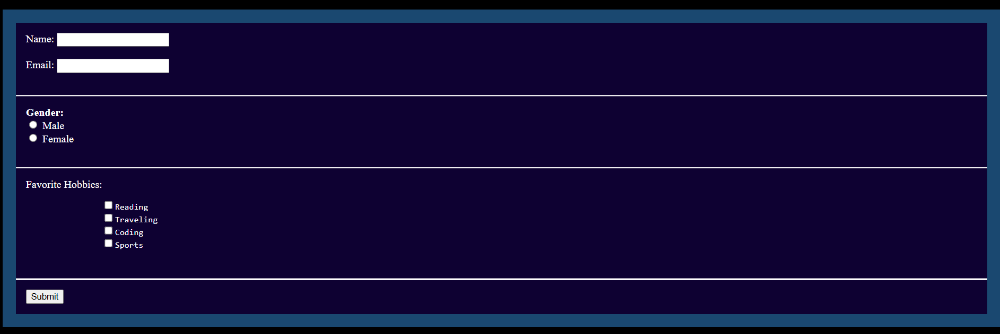 Name:
Email:
Gender:
Male
Female
Favorite Hobbies:
Reading
Traveling
Coding
Sports
Submit